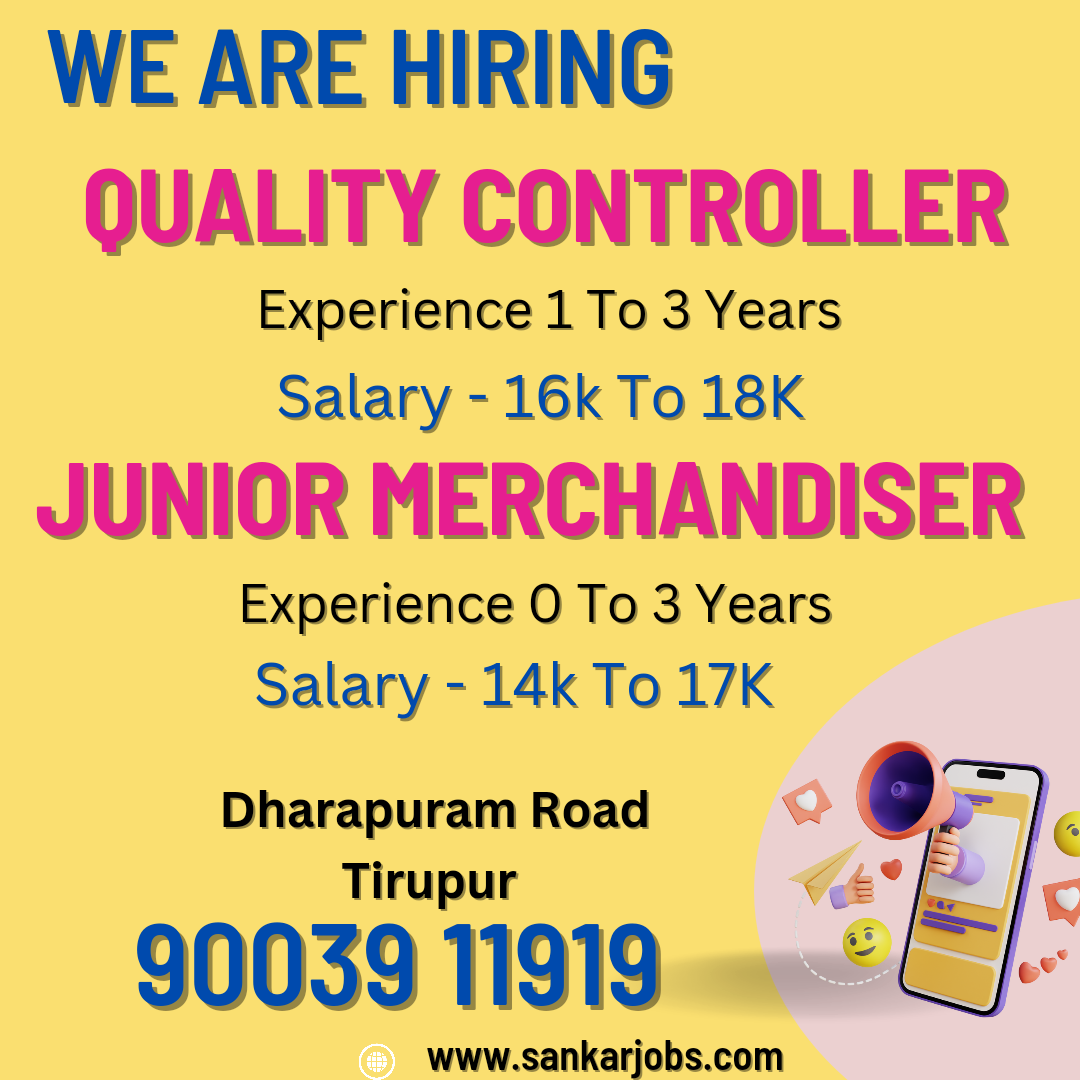 WE ARE HIRING
QUALITY CONTROLLER
Experience 1 To 3 Years
Salary - 16k To 18K
JUNIOR MERCHANDISER
Experience 0 To 3 Years
Salary - 14k To 17K
Dharapuram Road
Tirupur
90039 11919
www.sankarjobs.com